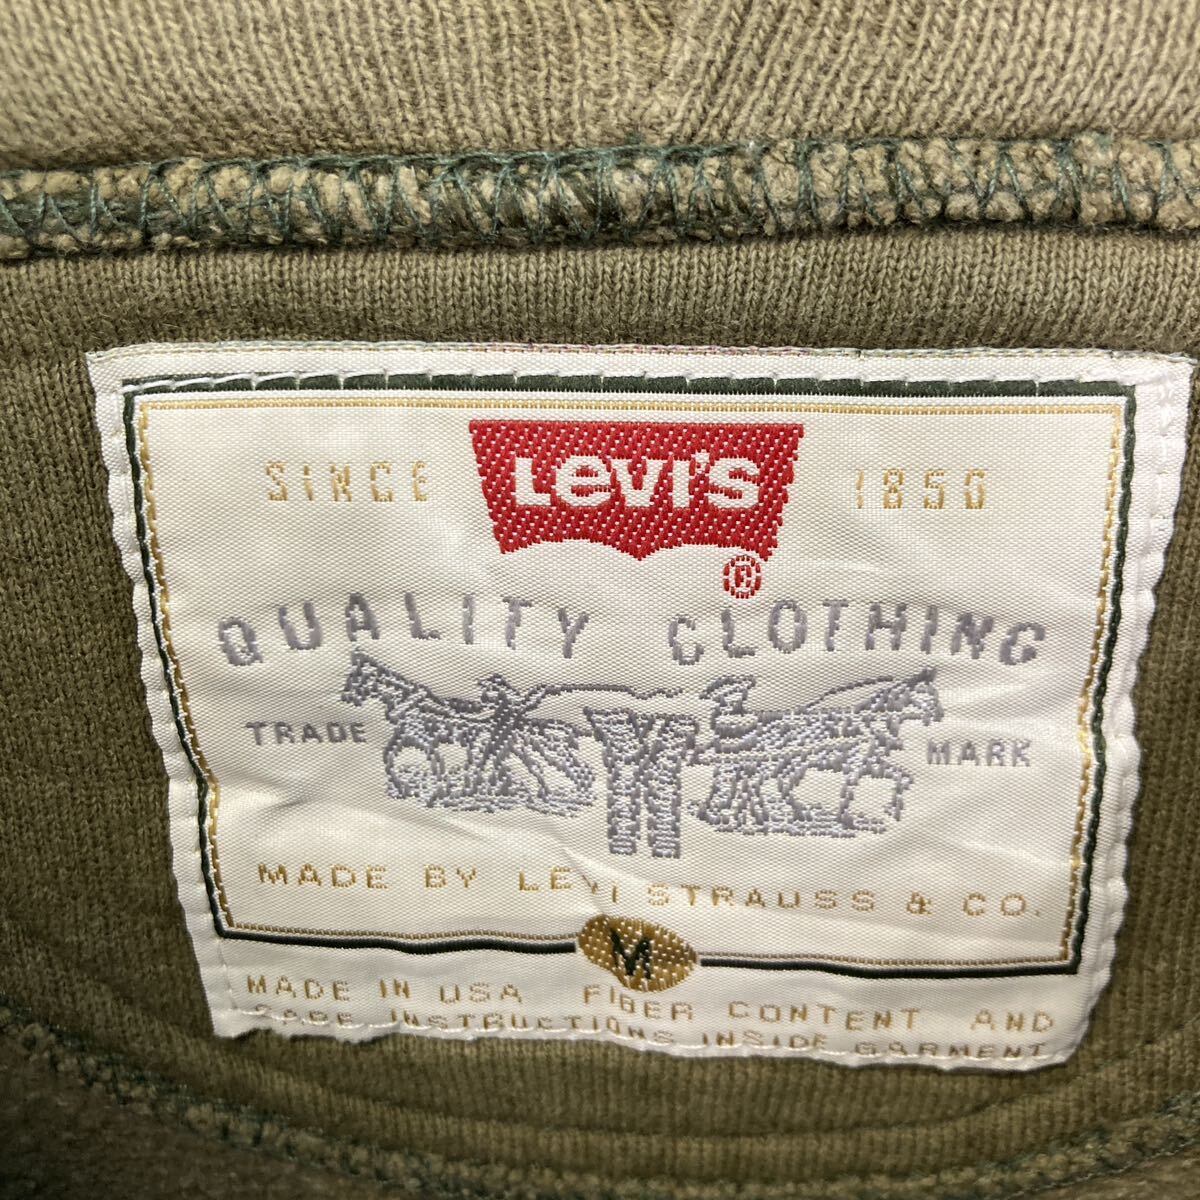 SINCE LEVI'S 1850
®
QUALITY CLOTHING
TRADE MARK
MADE BY LEVI STRAUSS & CO.
M
MADE IN USA FIBER CONTENT AND
CARE INSTRUCTIONS INSIDE GARMENT